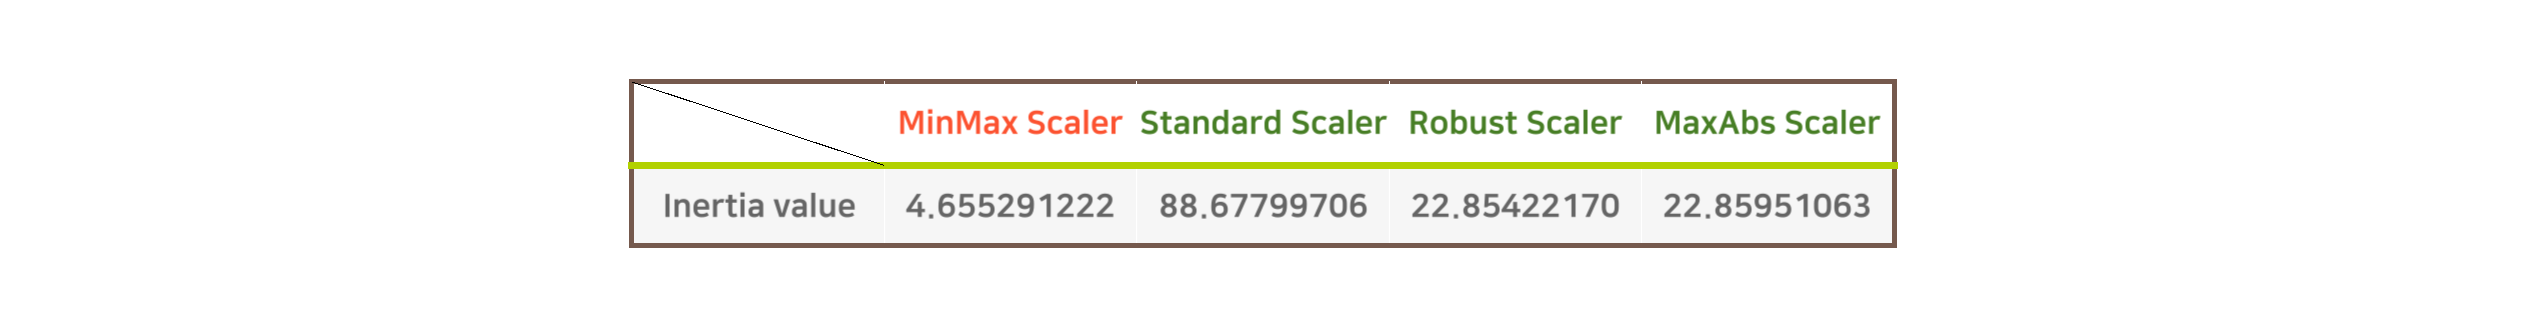 MinMax Scaler Standard Scaler Robust Scaler MaxAbs Scaler
Inertia value 4.655291222 88.67799706 22.85422170 22.85951063